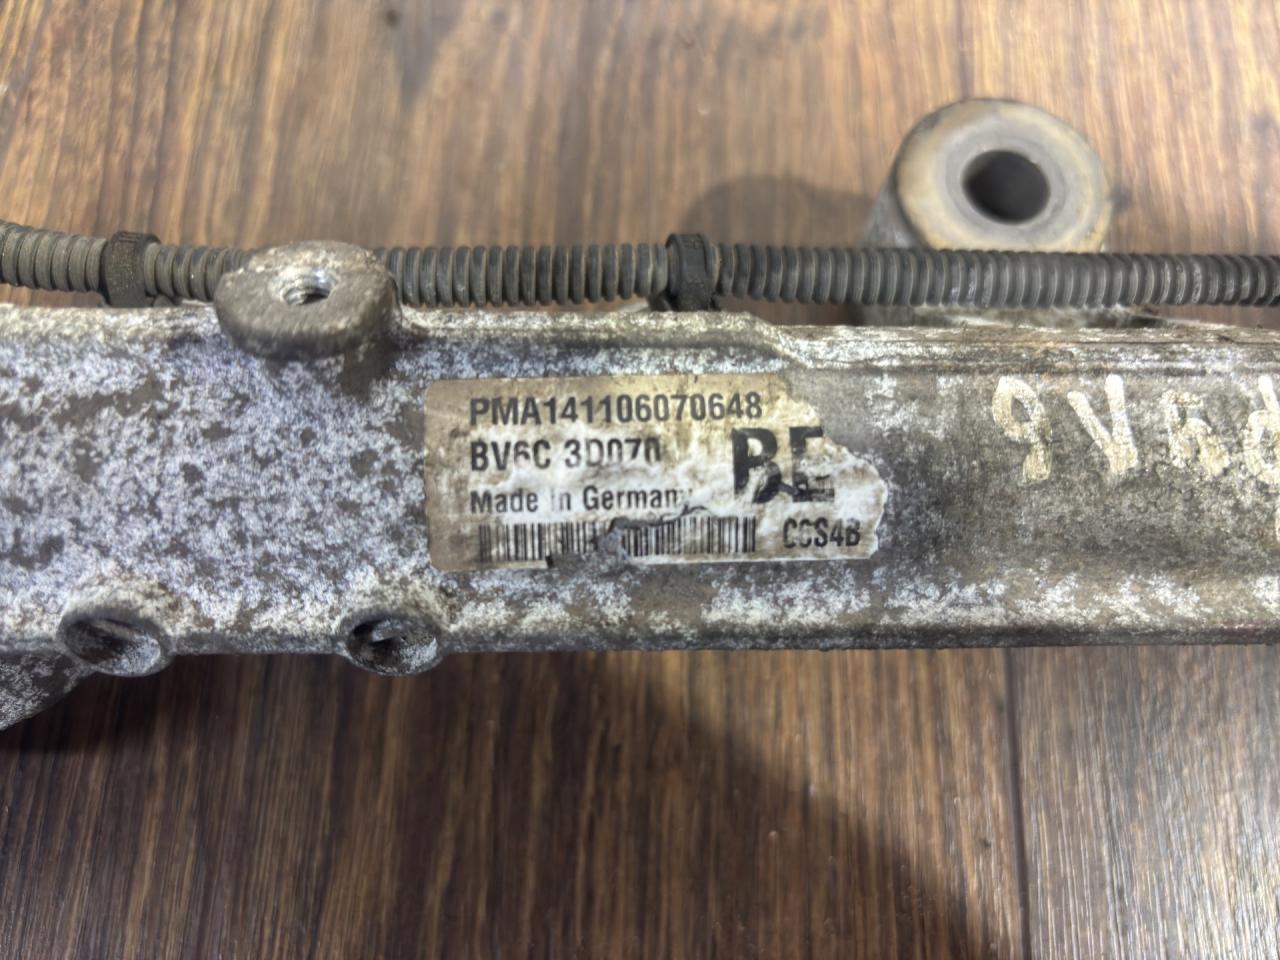 PMA141106070648
BV6C 3D070
BE
Made in Germany
CCS4B